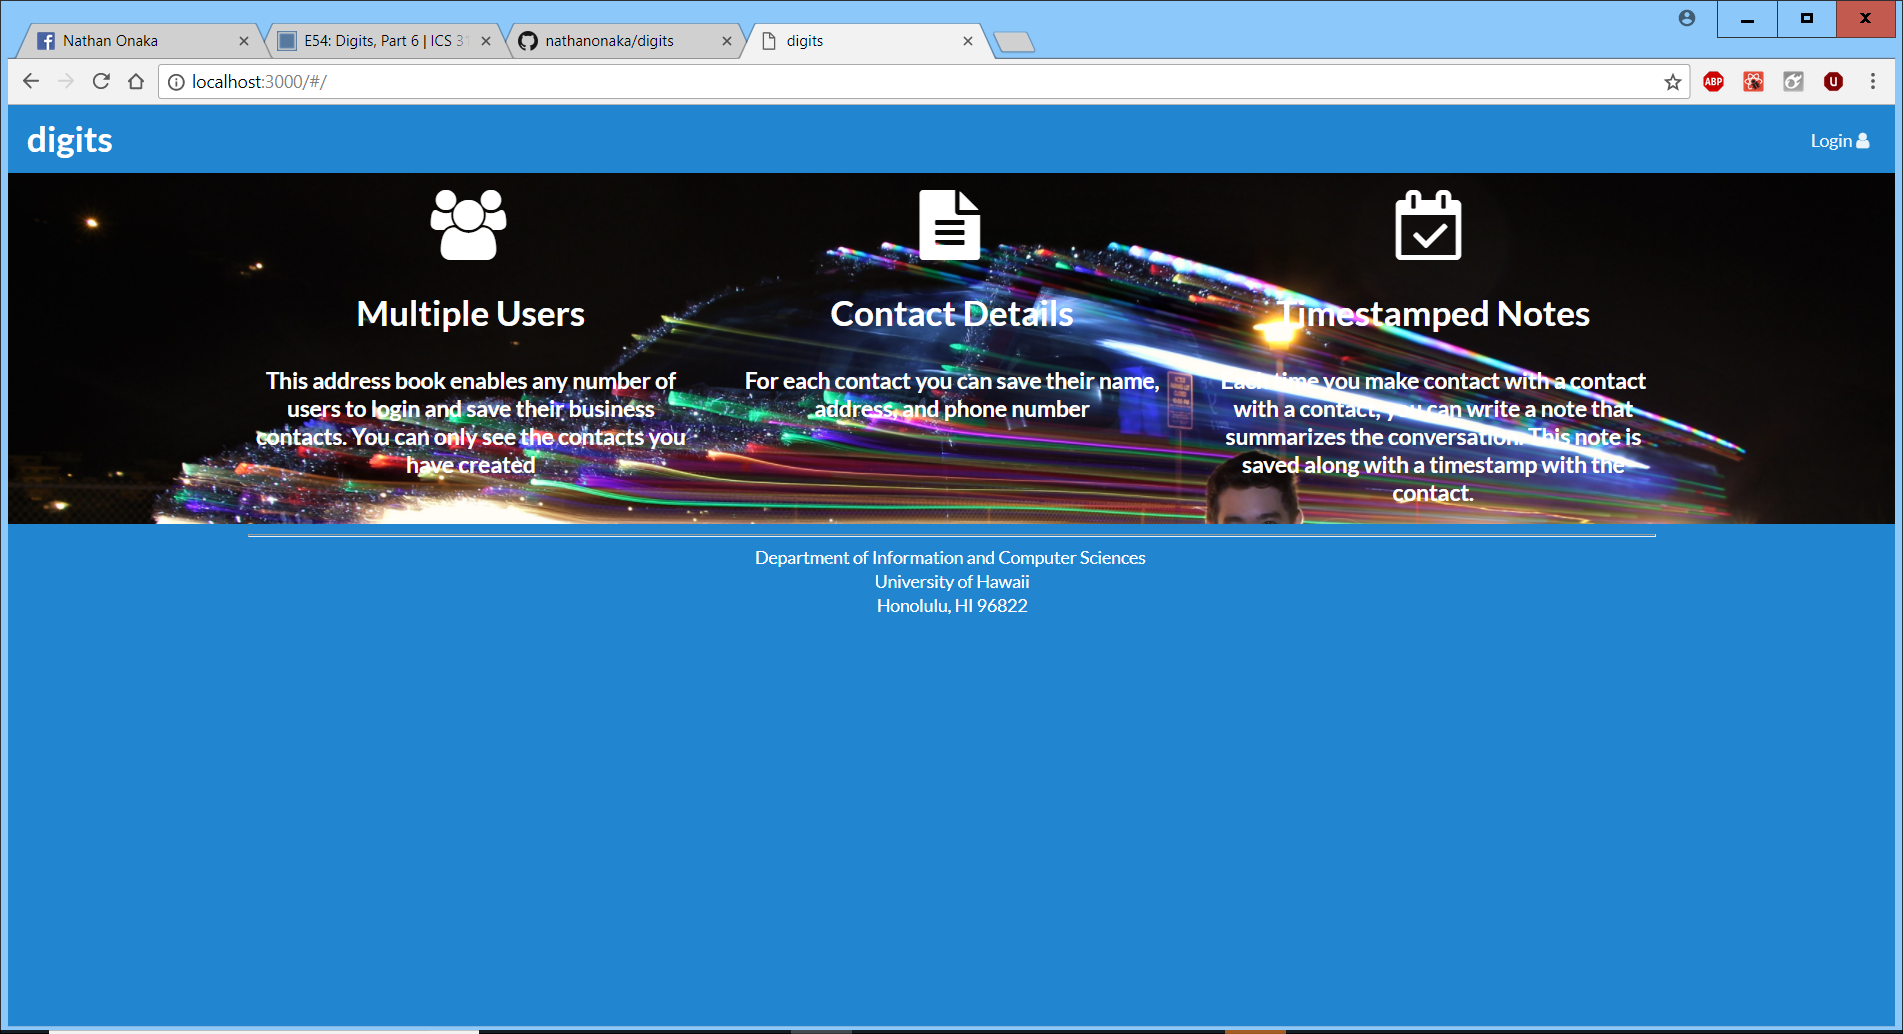 Nathan Onaka
E54: Digits, Part 6 | ICS 31
nathanonaka/digits
digits
localhost:3000/#/
ABP
U
digits
Login
Multiple Users
This address book enables any number of
users to login and save their business
contacts. You can only see the contacts you
have created
Contact Details
For each contact you can save their name,
address, and phone number
Timestamped Notes
Each time you make contact with a contact
with a contact, you can write a note that
summarizes the conversation. This note is
saved along with a timestamp with the
contact.
Department of Information and Computer Sciences
University of Hawaii
Honolulu, HI 96822